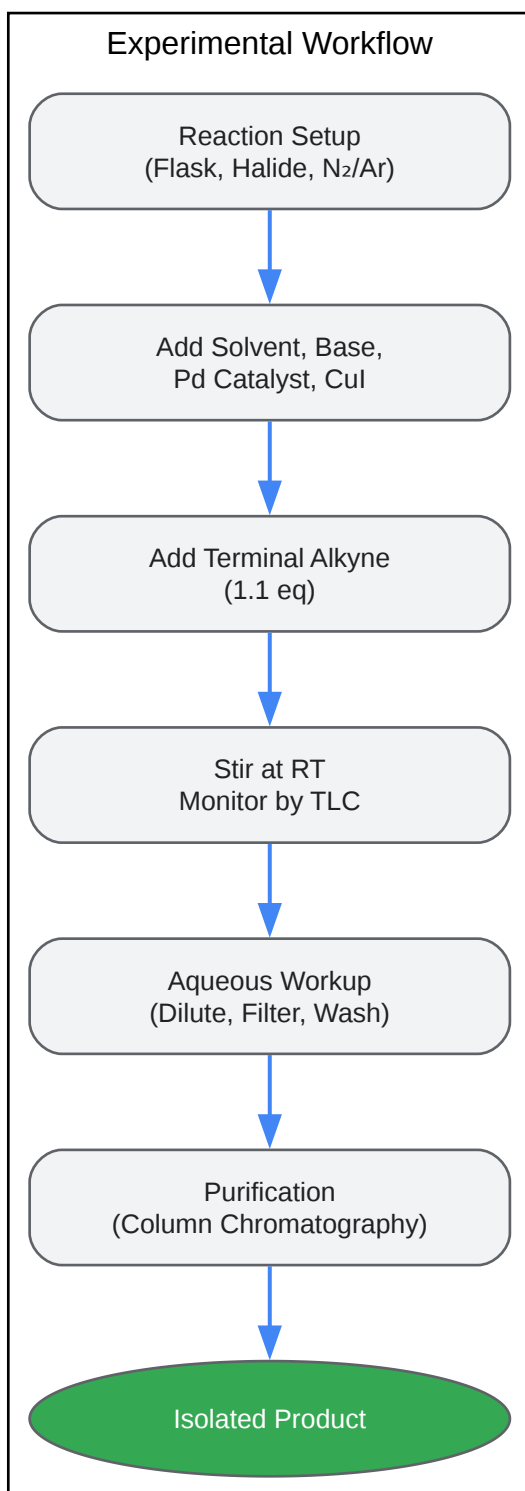 Experimental Workflow
Reaction Setup
(Flask, Halide, N₂/Ar)
Add Solvent, Base,
Pd Catalyst, CuI
Add Terminal Alkyne
(1.1 eq)
Stir at RT
Monitor by TLC
Aqueous Workup
(Dilute, Filter, Wash)
Purification
(Column Chromatography)
Isolated Product